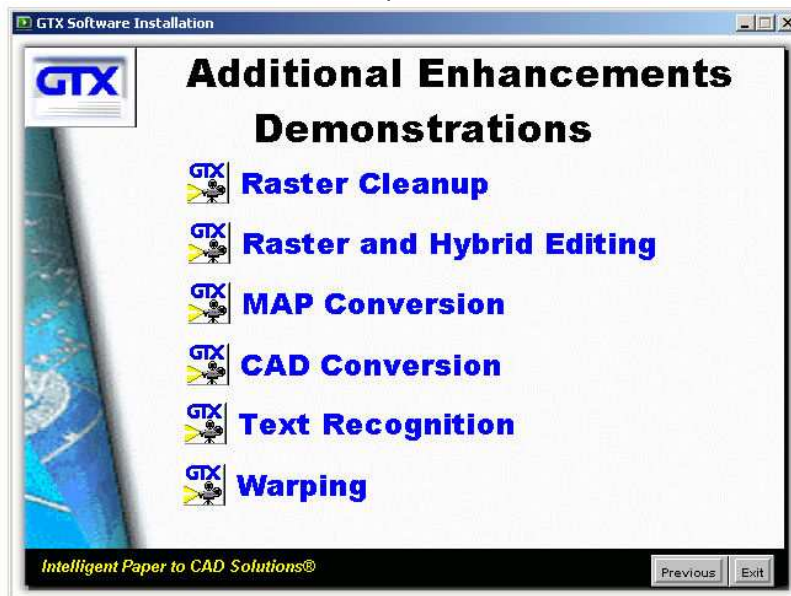 GTX Software Installation
GTX
Additional Enhancements
Demonstrations
GTX
Raster Cleanup
GTX
Raster and Hybrid Editing
GTX
MAP Conversion
GTX
CAD Conversion
GTX
Text Recognition
GTX
Warping
Intelligent Paper to CAD Solutions®
Previous
Exit